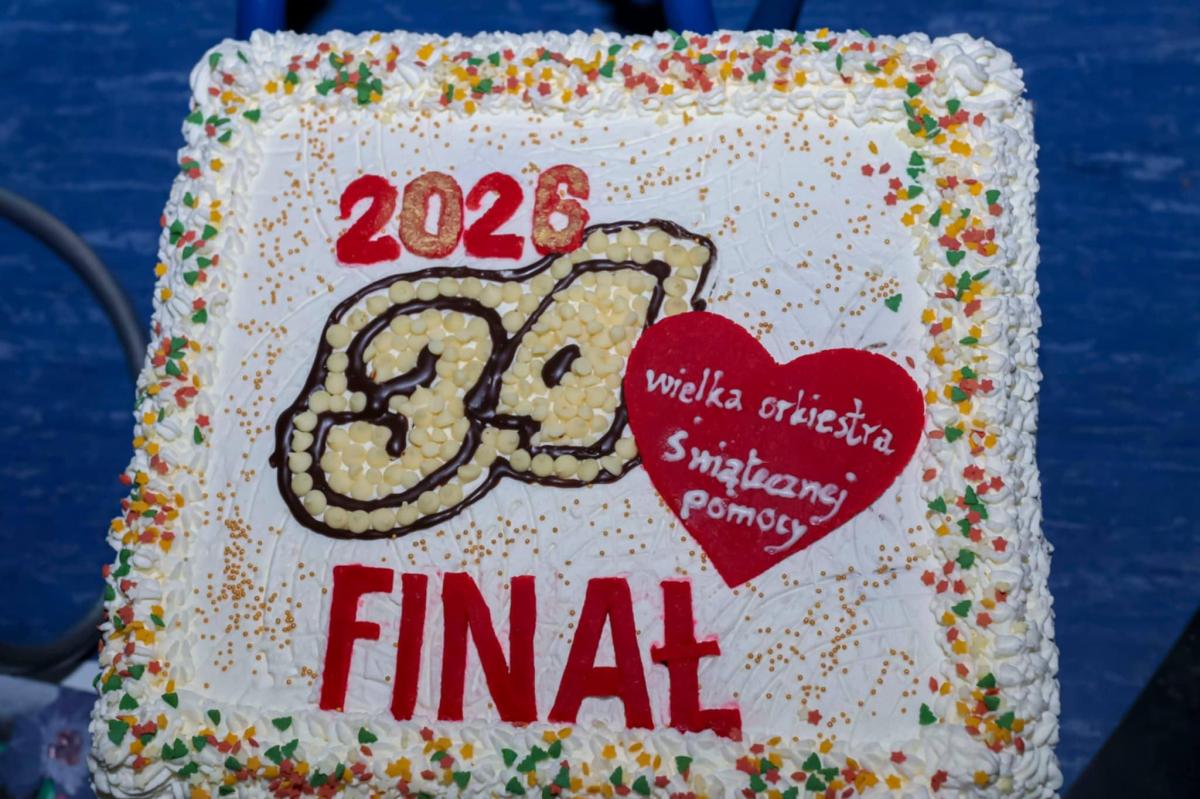 2026
34
wielka orkiestra
Świątecznej
pomocy
FINAŁ